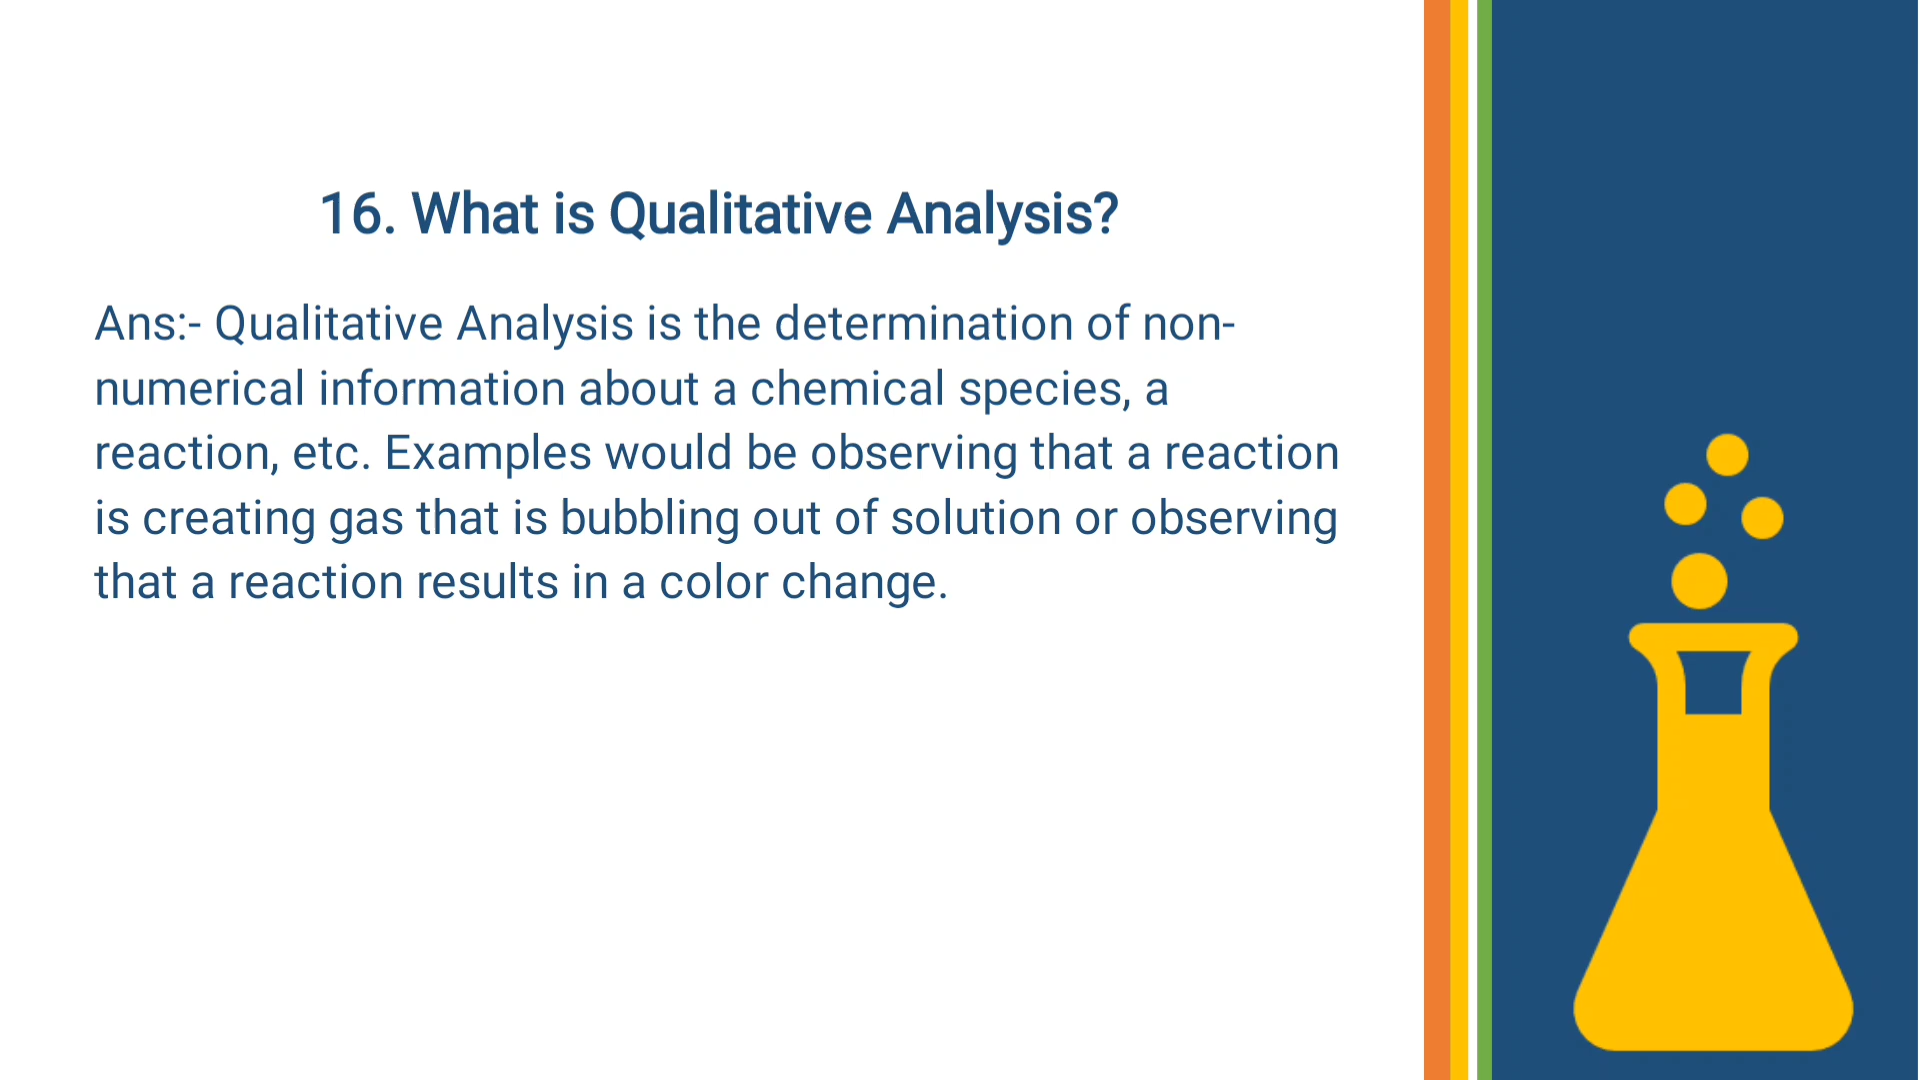 16. What is Qualitative Analysis?
Ans:- Qualitative Analysis is the determination of non-
numerical information about a chemical species, a
reaction, etc. Examples would be observing that a reaction
is creating gas that is bubbling out of solution or observing
that a reaction results in a color change.